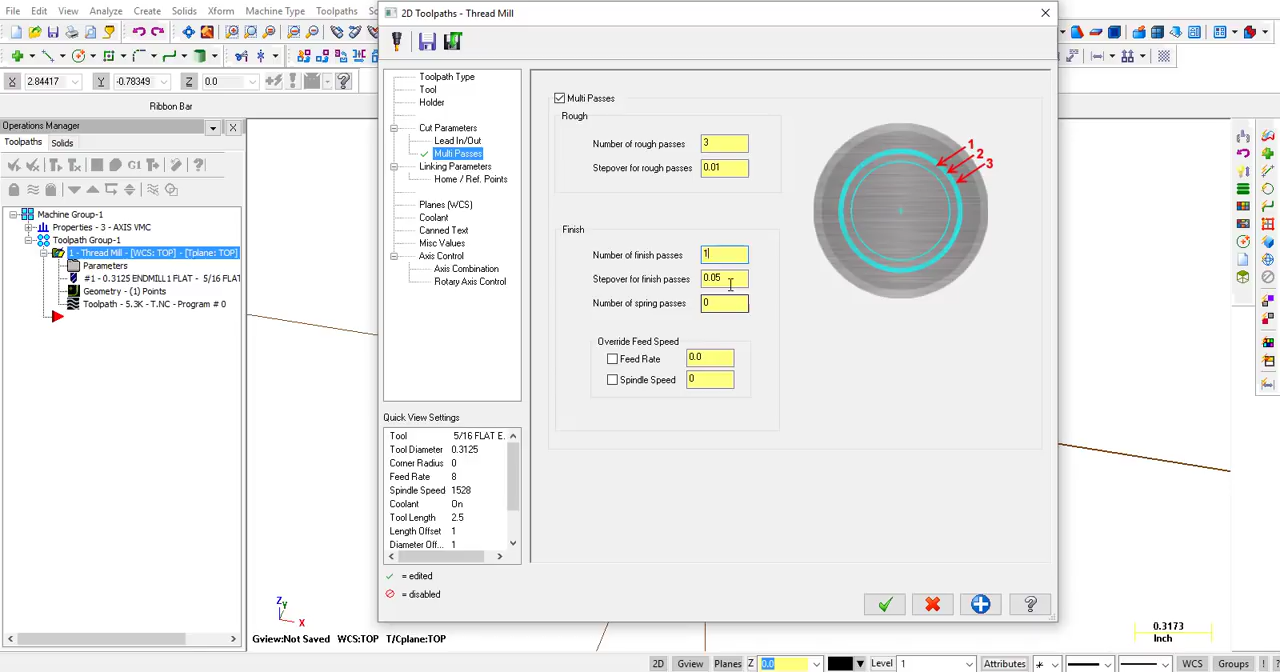 File Edit View Analyze Create Solids Xform Machine Type Toolpaths
2D Toolpaths - Thread Mill
X 2.84417 Y -0.78349 Z 0.0
Ribbon Bar
Operations Manager
Toolpaths Solids
G1
Machine Group-1
Properties - 3 - AXIS VMC
Toolpath Group-1
1 - Thread Mill - [WCS: TOP] - [Tplane: TOP]
Parameters
#1 - 0.3125 ENDMILL1 FLAT - 5/16 FLAT
Geometry - (1) Points
Toolpath - 5.3K - T.NC - Program # 0
Toolpath Type
Tool
Holder
Cut Parameters
Lead In/Out
Multi Passes
Linking Parameters
Home / Ref. Points
Planes (WCS)
Coolant
Canned Text
Misc Values
Axis Control
Axis Combination
Rotary Axis Control
Quick View Settings
Tool 5/16 FLAT E.
Tool Diameter 0.3125
Corner Radius 0
Feed Rate 8
Spindle Speed 1528
Coolant On
Tool Length 2.5
Length Offset 1
Diameter Off... 1
= edited
= disabled
Multi Passes
Rough
Number of rough passes 3
Stepover for rough passes 0.01
Finish
Number of finish passes 1
Stepover for finish passes 0.05
Number of spring passes 0
Override Feed Speed
Feed Rate 0.0
Spindle Speed 0
1
2
3
Z Y X
Gview:Not Saved WCS:TOP T/Cplane:TOP
0.3173
Inch
2D Gview Planes Z 0.0 Level 1 Attributes WCS Groups ! ?